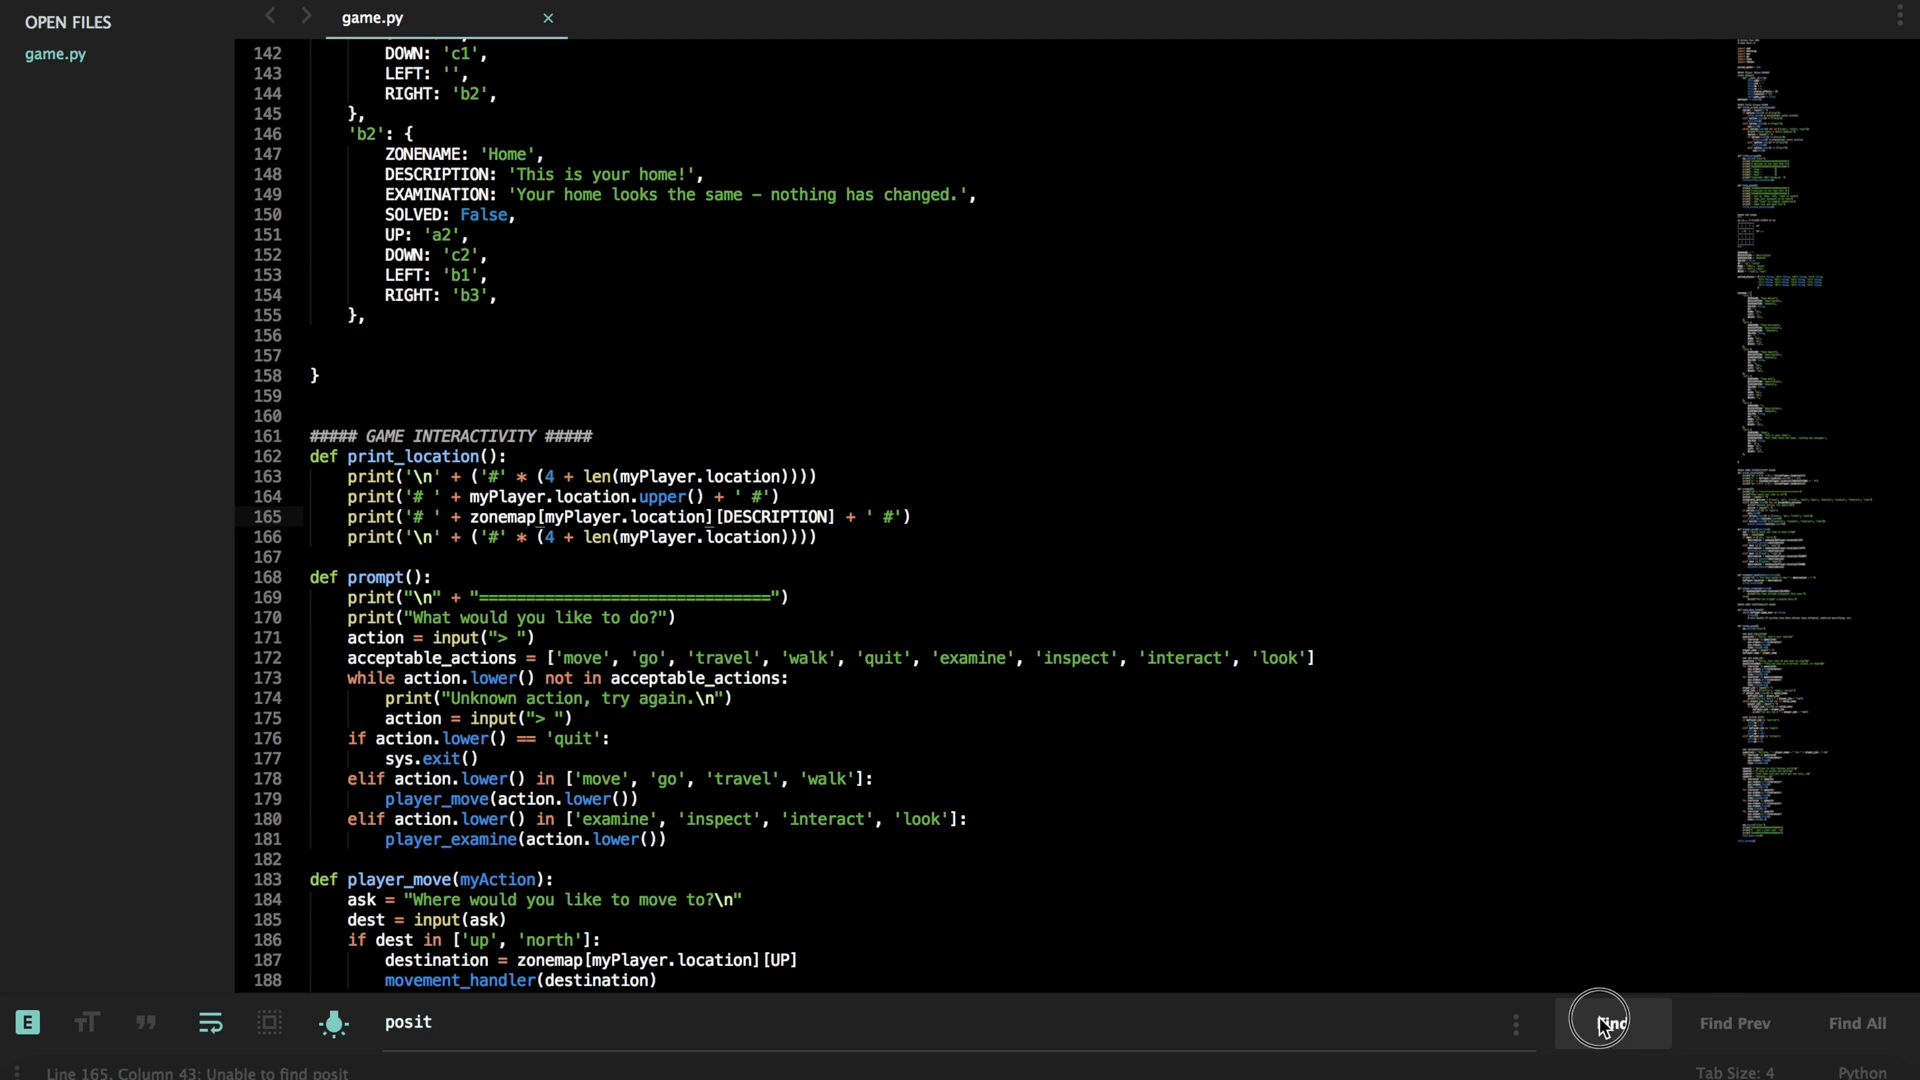 OPEN FILES
game.py
game.py ×
142 DOWN: 'c1',
143 LEFT: '',
144 RIGHT: 'b2',
145 },
146 'b2': {
147 ZONENAME: 'Home',
148 DESCRIPTION: 'This is your home!',
149 EXAMINATION: 'Your home looks the same – nothing has changed.',
150 SOLVED: False,
151 UP: 'a2',
152 DOWN: 'c2',
153 LEFT: 'b1',
154 RIGHT: 'b3',
155 },
156
157
158 }
159
160
161 ##### GAME INTERACTIVITY #####
162 def print_location():
163 print('\n' + ('#' * (4 + len(myPlayer.location))))
164 print('# ' + myPlayer.location.upper() + ' #')
165 print('# ' + zonemap[myPlayer.location][DESCRIPTION] + ' #')
166 print('\n' + ('#' * (4 + len(myPlayer.location))))
167
168 def prompt():
169 print("\n" + "===============================")
170 print("What would you like to do?")
171 action = input("> ")
172 acceptable_actions = ['move', 'go', 'travel', 'walk', 'quit', 'examine', 'inspect', 'interact', 'look']
173 while action.lower() not in acceptable_actions:
174 print("Unknown action, try again.\n")
175 action = input("> ")
176 if action.lower() == 'quit':
177 sys.exit()
178 elif action.lower() in ['move', 'go', 'travel', 'walk']:
179 player_move(action.lower())
180 elif action.lower() in ['examine', 'inspect', 'interact', 'look']:
181 player_examine(action.lower())
182
183 def player_move(myAction):
184 ask = "Where would you like to move to?\n"
185 dest = input(ask)
186 if dest in ['up', 'north']:
187 destination = zonemap[myPlayer.location][UP]
188 movement_handler(destination)
E
posit
Find
Find Prev
Find All
Line 165, Column 43; Unable to find posit
Tab Size: 4
Python